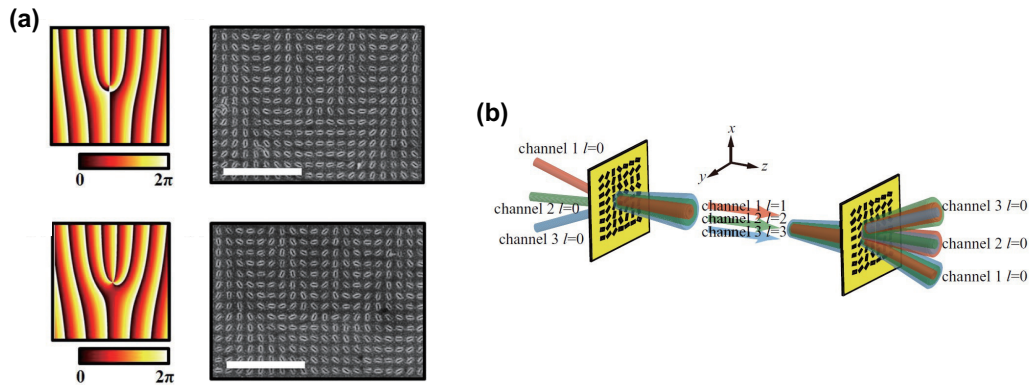 (a)
0
2π
0
2π
(b)
channel 1 l=0
channel 2 l=0
channel 3 l=0
x
y
z
channel 1 l=1
channel 2 l=2
channel 3 l=3
channel 3 l=0
channel 2 l=0
channel 1 l=0